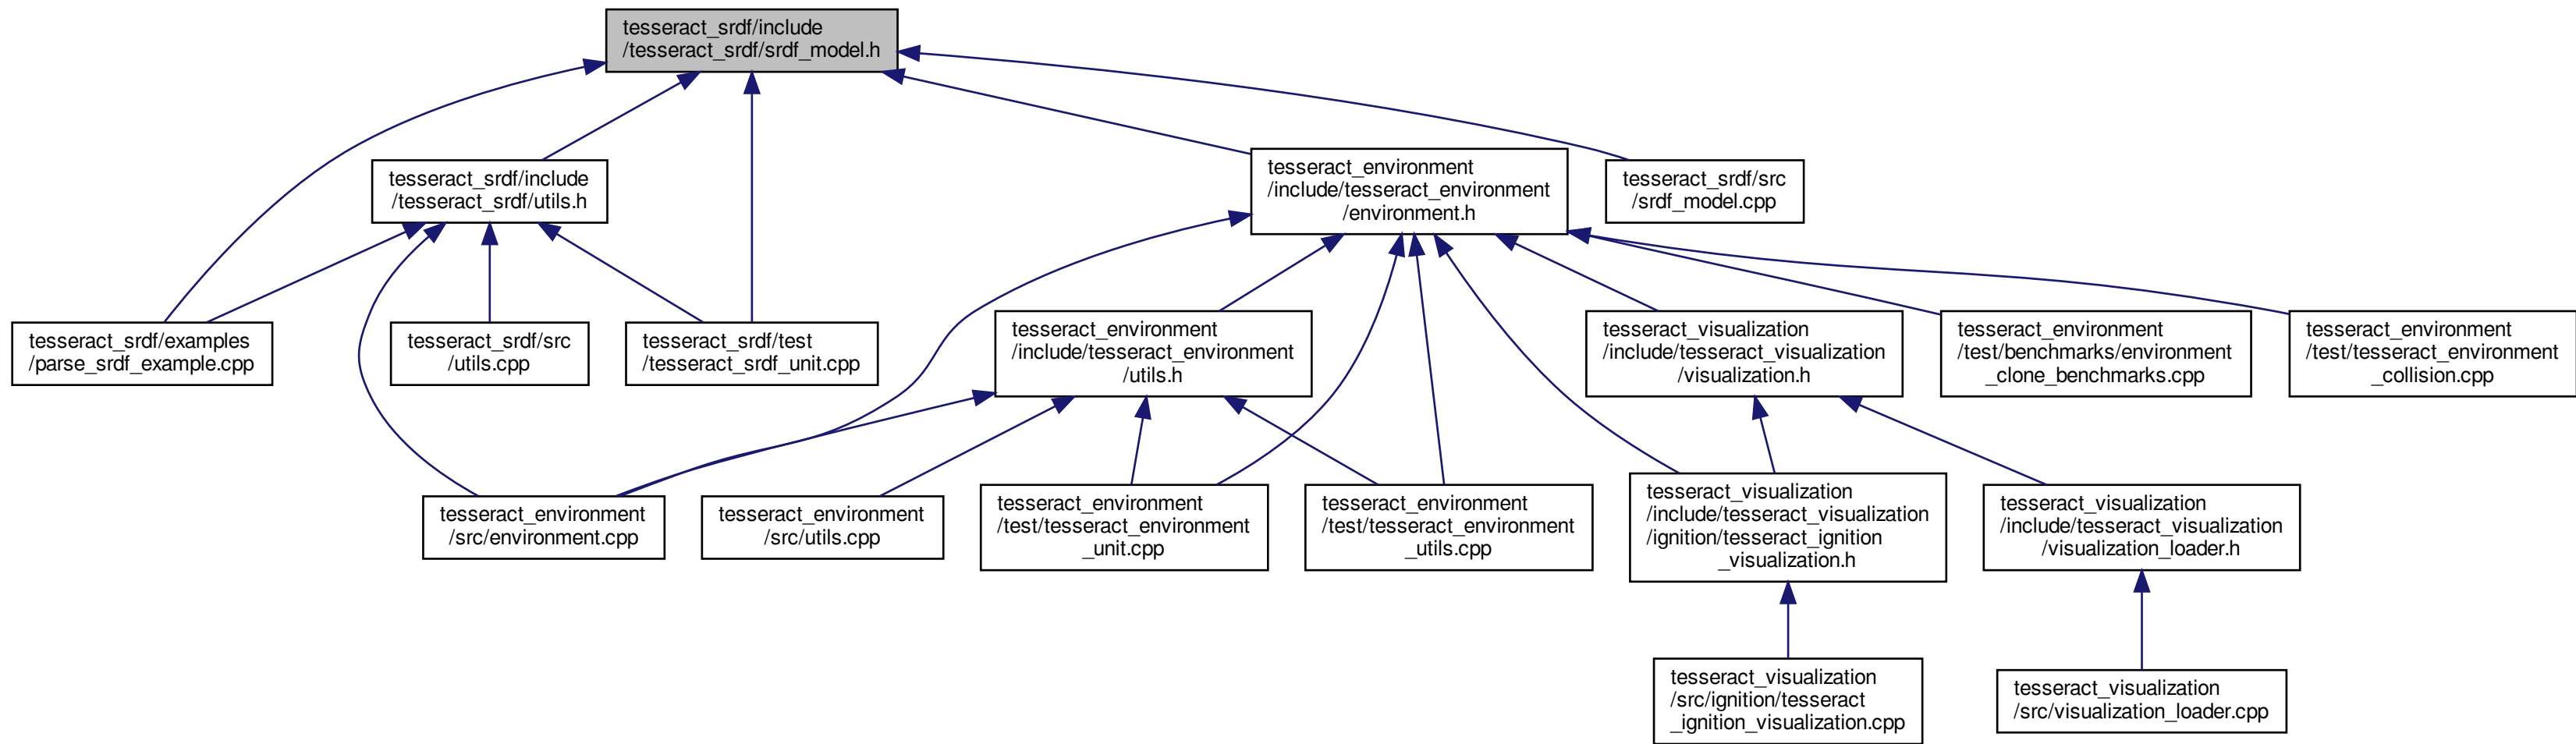 tesseract_srdf/include
/tesseract_srdf/srdf_model.h
tesseract_srdf/include
/tesseract_srdf/utils.h
tesseract_environment
/include/tesseract_environment
/environment.h
tesseract_srdf/src
/srdf_model.cpp
tesseract_srdf/examples
/parse_srdf_example.cpp
tesseract_srdf/src
/utils.cpp
tesseract_srdf/test
/tesseract_srdf_unit.cpp
tesseract_environment
/include/tesseract_environment
/utils.h
tesseract_visualization
/include/tesseract_visualization
/visualization.h
tesseract_environment
/test/benchmarks/environment
_clone_benchmarks.cpp
tesseract_environment
/test/tesseract_environment
_collision.cpp
tesseract_environment
/src/environment.cpp
tesseract_environment
/src/utils.cpp
tesseract_environment
/test/tesseract_environment
_unit.cpp
tesseract_environment
/test/tesseract_environment
_utils.cpp
tesseract_visualization
/include/tesseract_visualization
/ignition/tesseract_ignition
_visualization.h
tesseract_visualization
/include/tesseract_visualization
/visualization_loader.h
tesseract_visualization
/src/ignition/tesseract
_ignition_visualization.cpp
tesseract_visualization
/src/visualization_loader.cpp